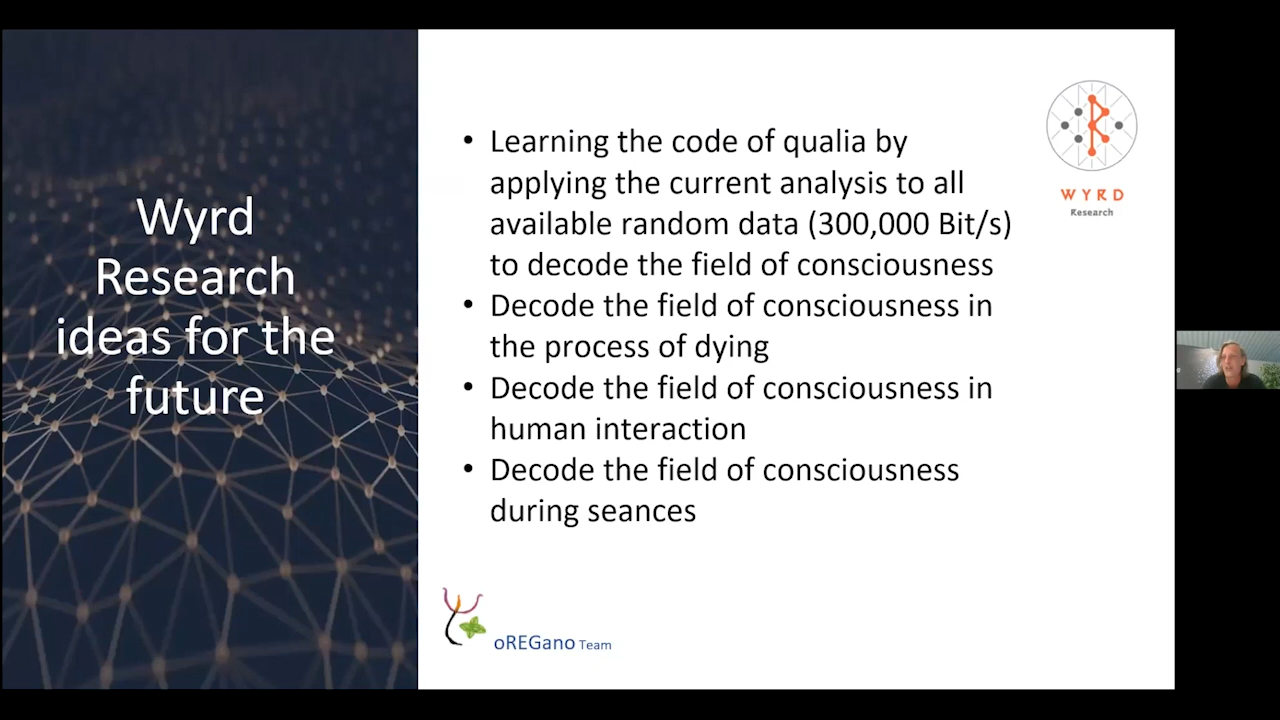 Wyrd
Research
ideas for the
future
• Learning the code of qualia by
applying the current analysis to all
available random data (300,000 Bit/s)
to decode the field of consciousness
• Decode the field of consciousness in
the process of dying
• Decode the field of consciousness in
human interaction
• Decode the field of consciousness
during seances
WYRD
Research
oREGano Team